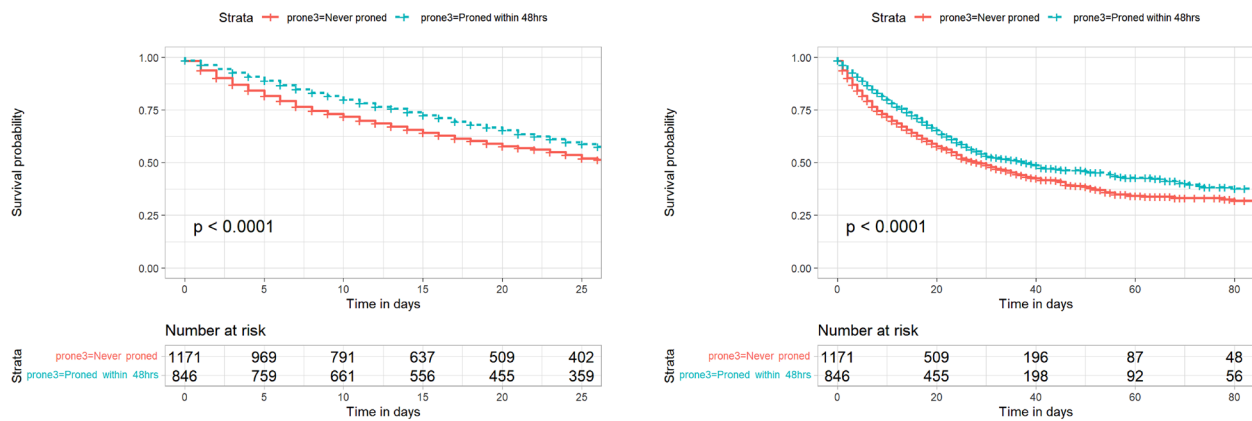 Strata prone3=Never proned prone3=Proned within 48hrs
1.00
0.75
0.50
0.25
0.00
Survival probability
p < 0.0001
0 5 10 15 20 25
Time in days
Number at risk
Strata
prone3=Never proned 1171 969 791 637 509 402
prone3=Proned within 48hrs 846 759 661 556 455 359
0 5 10 15 20 25
Time in days
Strata prone3=Never proned prone3=Proned within 48hrs
1.00
0.75
0.50
0.25
0.00
Survival probability
p < 0.0001
0 20 40 60 80
Time in days
Number at risk
Strata
prone3=Never proned 1171 509 196 87 48
prone3=Proned within 48hrs 846 455 198 92 56
0 20 40 60 80
Time in days